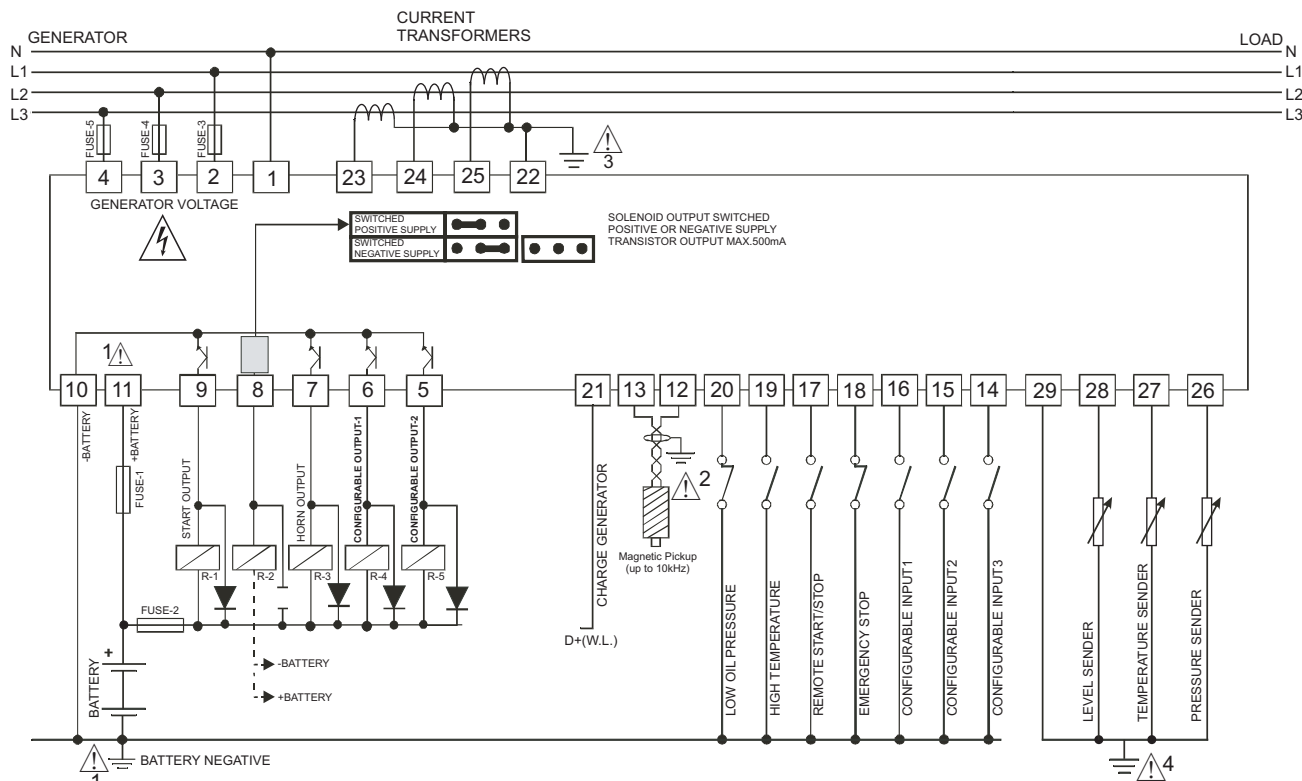 CURRENT
TRANSFORMERS
GENERATOR
LOAD
N
N
L1
L1
L2
L2
L3
L3
FUSE-5
FUSE-4
FUSE-3
!
3
4
3
2
1
23
24
25
22
GENERATOR VOLTAGE
SWITCHED
POSITIVE SUPPLY
SWITCHED
NEGATIVE SUPPLY
SOLENOID OUTPUT SWITCHED
POSITIVE OR NEGATIVE SUPPLY
TRANSISTOR OUTPUT MAX.500mA
1 !
10
11
9
8
7
6
5
21
13
12
20
19
17
18
16
15
14
29
28
27
26
-BATTERY
+BATTERY
FUSE-1
START OUTPUT
HORN OUTPUT
CONFIGURABLE OUTPUT-1
CONFIGURABLE OUTPUT-2
R-1
R-2
R-3
R-4
R-5
FUSE-2
+
BATTERY
-BATTERY
+BATTERY
CHARGE GENERATOR
D+(W.L.)
! 2
Magnetic Pickup
(up to 10kHz)
LOW OIL PRESSURE
HIGH TEMPERATURE
REMOTE START/STOP
EMERGENCY STOP
CONFIGURABLE INPUT1
CONFIGURABLE INPUT2
CONFIGURABLE INPUT3
LEVEL SENDER
TEMPERATURE SENDER
PRESSURE SENDER
!
1
BATTERY NEGATIVE
! 4